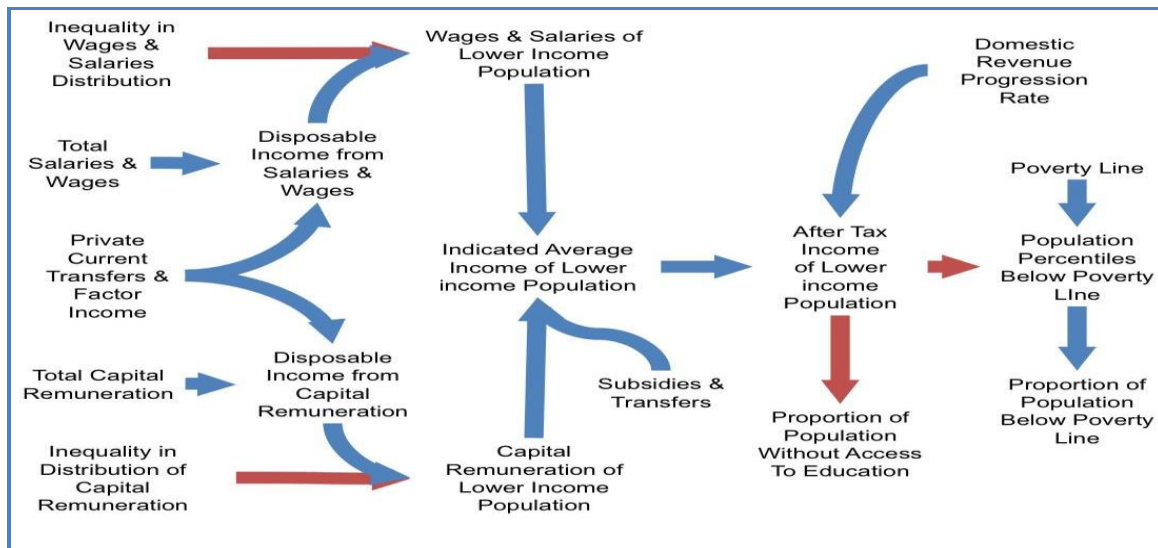 Inequality in
Wages &
Salaries
Distribution
Wages & Salaries of
Lower Income
Population
Domestic
Revenue
Progression
Rate
Total
Salaries &
Wages
Disposable
Income from
Salaries &
Wages
Poverty Line
Private
Current
Transfers &
Factor
Income
Indicated Average
Income of Lower
income Population
After Tax
Income
of Lower
income
Population
Population
Percentiles
Below Poverty
LIne
Total Capital
Remuneration
Disposable
Income from
Capital
Remuneration
Subsidies &
Transfers
Proportion of
Population
Without Access
To Education
Proportion of
Population
Below Poverty
Line
Inequality in
Distribution of
Capital
Remuneration
Capital
Remuneration of
Lower Income
Population